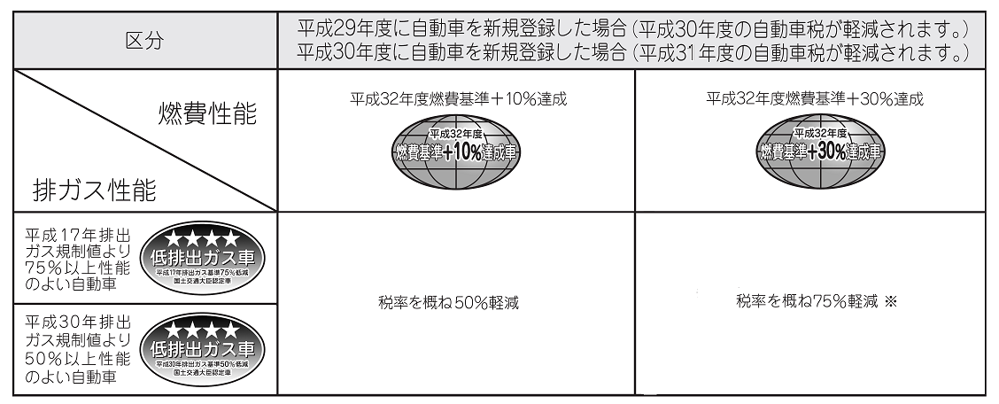 区分
平成29年度に自動車を新規登録した場合(平成30年度の自動車税が軽減されます。)
平成30年度に自動車を新規登録した場合(平成31年度の自動車税が軽減されます。)
燃費性能
排ガス性能
平成32年度燃費基準+10%達成
平成32年度
燃費基準+10%達成車
平成32年度燃費基準+30%達成
平成32年度
燃費基準+30%達成車
平成17年排出
ガス規制値より
75%以上性能
のよい自動車
★★★★
低排出ガス車
平成17年排出ガス基準75%低減
国土交通大臣認定車
平成30年排出
ガス規制値より
50%以上性能
のよい自動車
★★★★
低排出ガス車
平成30年排出ガス基準50%低減
国土交通大臣認定車
税率を概ね50%軽減
税率を概ね75%軽減 ※